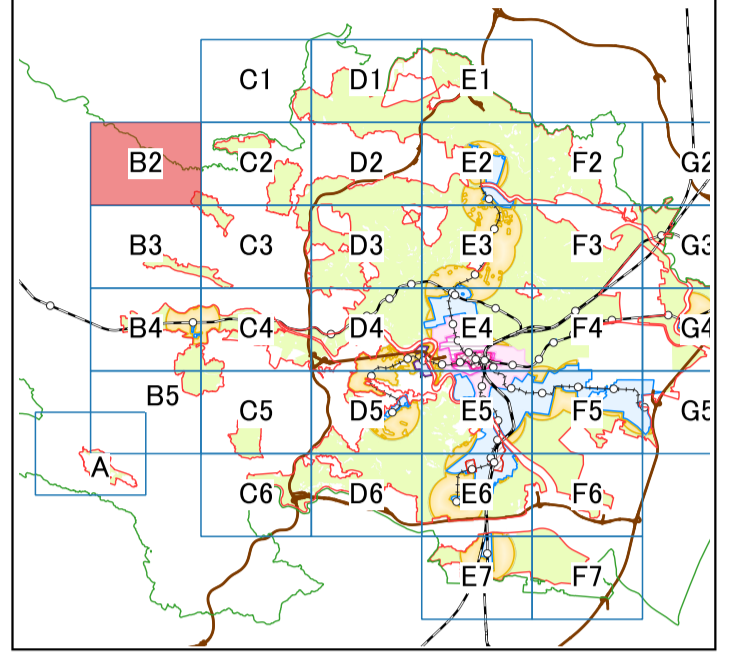 C1 D1 E1
B2 C2 D2 E2 F2 G2
B3 C3 D3 E3 F3 G3
B4 C4 D4 E4 F4 G4
B5 C5 D5 E5 F5 G5
A C6 D6 E6 F6
E7 F7